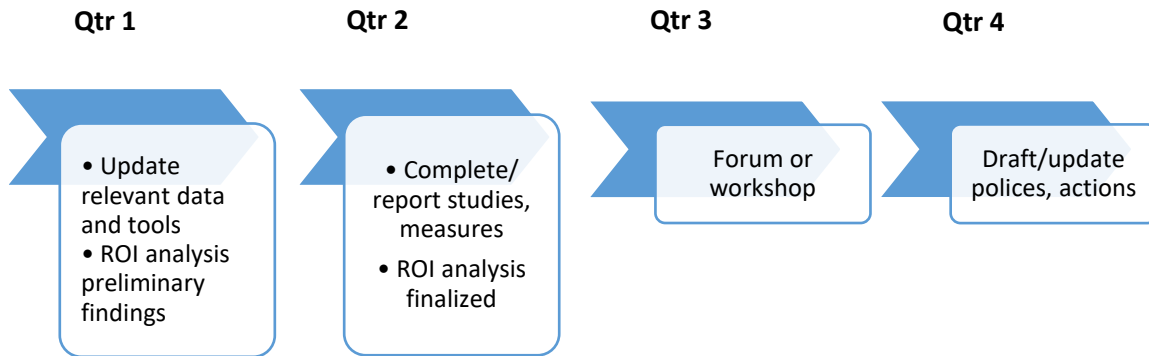 Qtr 1
Qtr 2
Qtr 3
Qtr 4
• Update
relevant data
and tools
• ROI analysis
preliminary
findings
• Complete/
report studies,
measures
• ROI analysis
finalized
Forum or
workshop
Draft/update
polices, actions